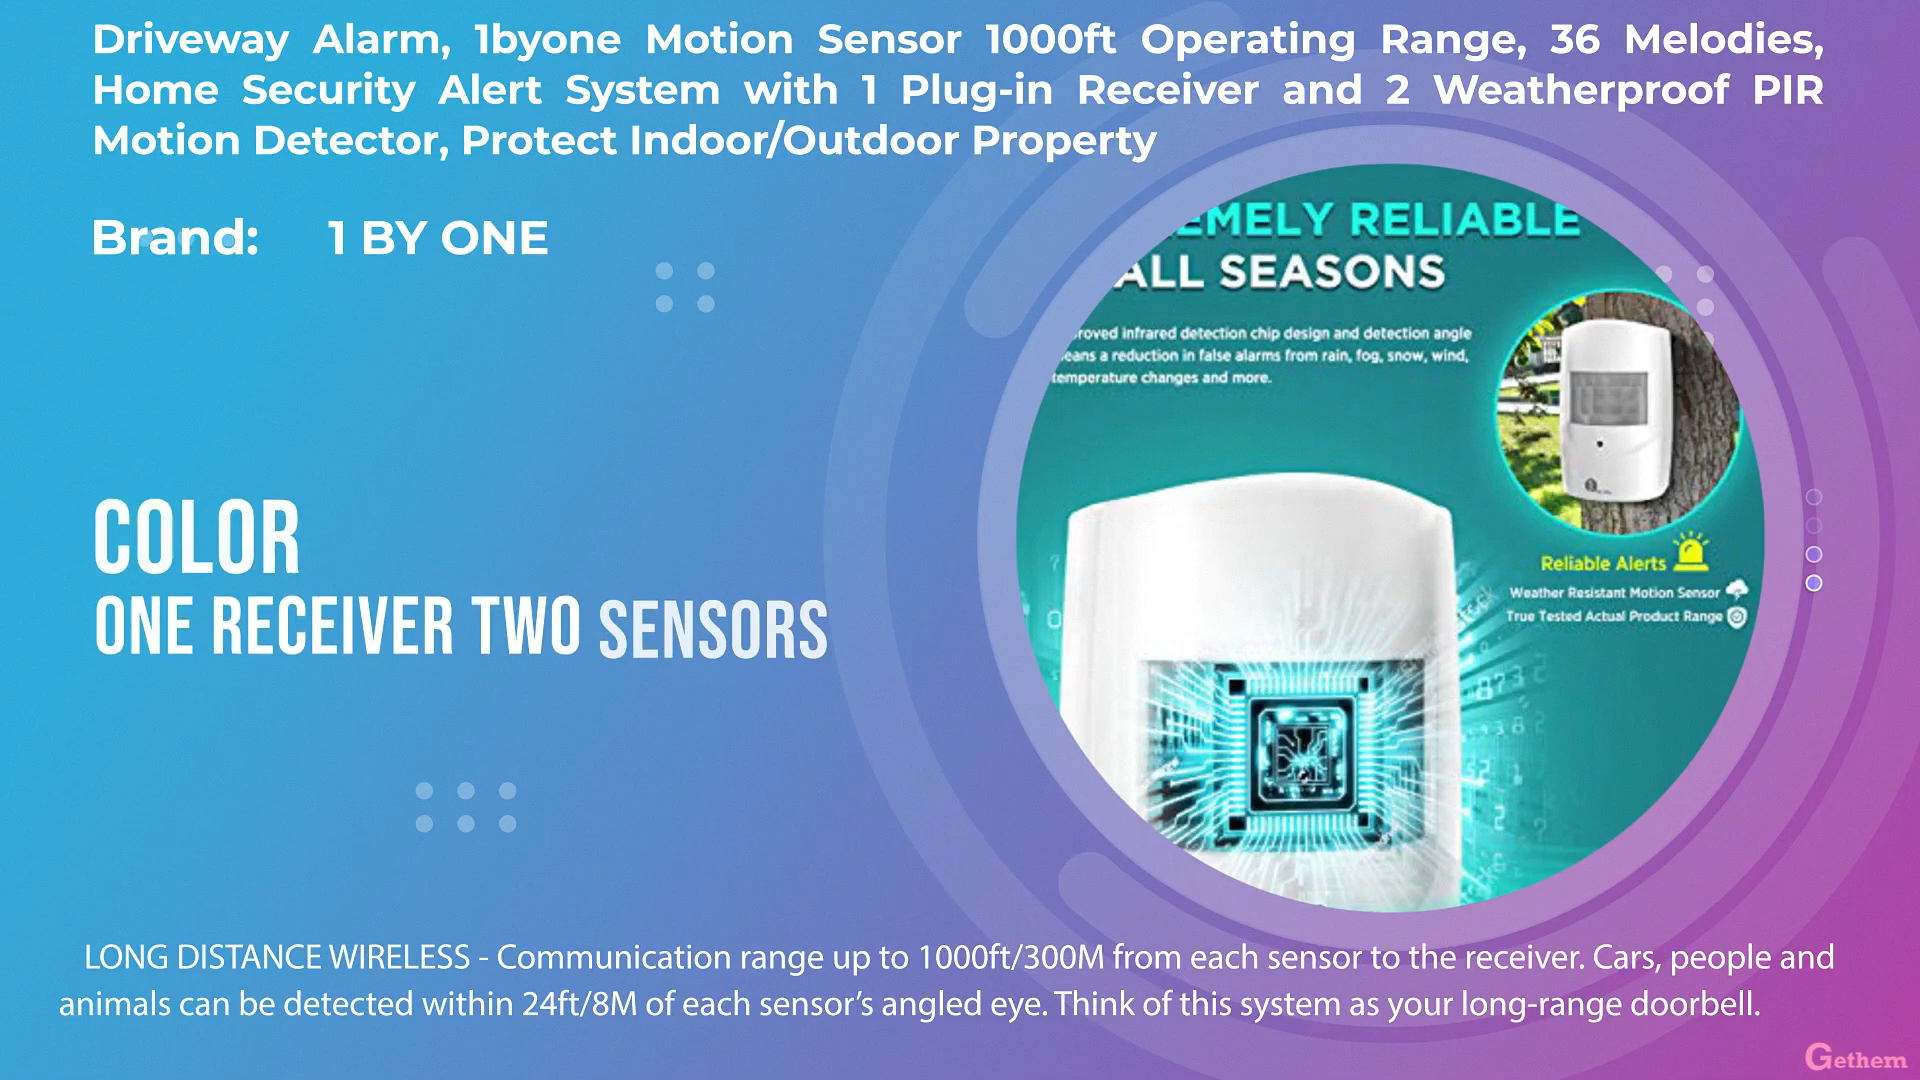 Driveway Alarm, 1byone Motion Sensor 1000ft Operating Range, 36 Melodies,
Home Security Alert System with 1 Plug-in Receiver and 2 Weatherproof PIR
Motion Detector, Protect Indoor/Outdoor Property
Brand: 1 BY ONE
EMELY RELIABLE
ALL SEASONS
roved infrared detection chip design and detection angle
eans a reduction in false alarms from rain, fog, snow, wind,
temperature changes and more.
Reliable Alerts
Weather Resistant Motion Sensor
True Tested Actual Product Range
COLOR
ONE RECEIVER TWO SENSORS
LONG DISTANCE WIRELESS - Communication range up to 1000ft/300M from each sensor to the receiver. Cars, people and
animals can be detected within 24ft/8M of each sensor’s angled eye. Think of this system as your long-range doorbell.
Gethem